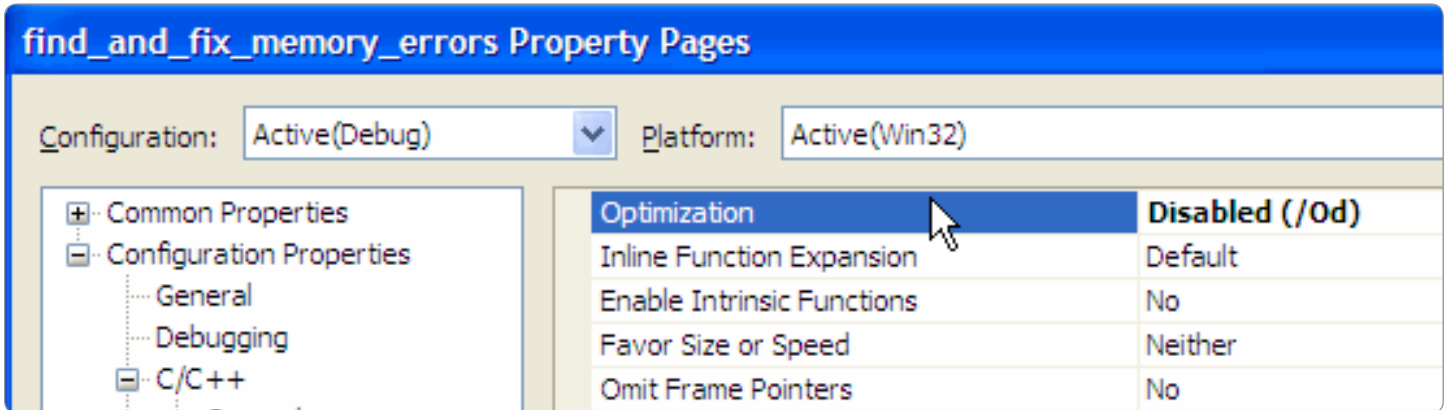 find_and_fix_memory_errors Property Pages
Configuration: Active(Debug) Platform: Active(Win32)
Common Properties
Configuration Properties
General
Debugging
C/C++
Optimization Disabled (/Od)
Inline Function Expansion Default
Enable Intrinsic Functions No
Favor Size or Speed Neither
Omit Frame Pointers No